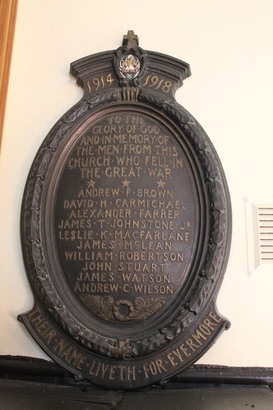 1914 1918
TO THE
GLORY OF GOD
AND IN MEMORY OF
THE MEN FROM THIS
CHURCH WHO FELL IN
THE GREAT WAR
ANDREW F BROWN
DAVID H CARMICHAEL
ALEXANDER FARRER
JAMES T JOHNSTONE Jr
LESLIE K MACFARLANE
JAMES McLEAN
WILLIAM ROBERTSON
JOHN STUART
JAMES WATSON
ANDREW C WILSON
THEIR NAME LIVETH FOR EVERMORE